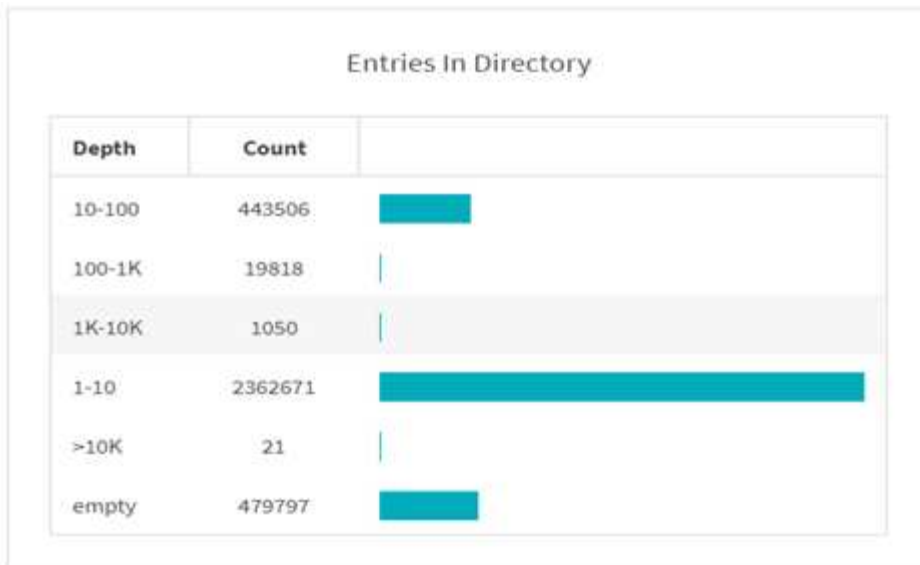 Entries In Directory
Depth Count
10-100 443506
100-1K 19818
1K-10K 1050
1-10 2362671
>10K 21
empty 479797